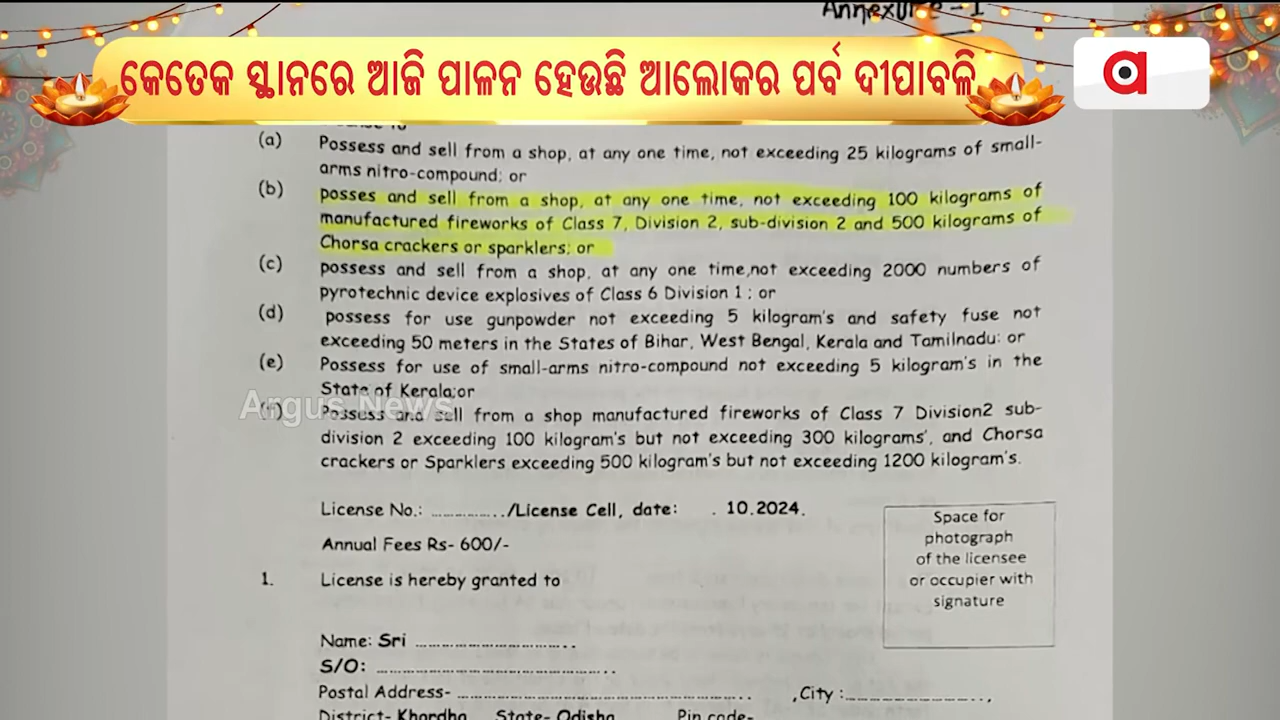 Annexure - 1
କେତେକ ସ୍ଥାନରେ ଆଜି ପାଳନ ହେଉଛି ଆଲୋକର ପର୍ବ ଦୀପାବଳି
a
(a) Possess and sell from a shop, at any one time, not exceeding 25 kilograms of small-
arms nitro-compound; or
(b) posses and sell from a shop, at any one time, not exceeding 100 kilograms of
manufactured fireworks of Class 7, Division 2, sub-division 2 and 500 kilograms of
Chorsa crackers or sparklers; or
(c) possess and sell from a shop, at any one time,not exceeding 2000 numbers of
pyrotechnic device explosives of Class 6 Division 1 ; or
(d) possess for use gunpowder not exceeding 5 kilogram's and safety fuse not
exceeding 50 meters in the States of Bihar, West Bengal, Kerala and Tamilnadu: or
(e) Possess for use of small-arms nitro-compound not exceeding 5 kilogram's in the
State of Kerala;or
Argus News
(f) Possess and sell from a shop manufactured fireworks of Class 7 Division2 sub-
division 2 exceeding 100 kilogram's but not exceeding 300 kilograms', and Chorsa
crackers or Sparklers exceeding 500 kilogram's but not exceeding 1200 kilogram's.
License No.: ............../License Cell, date: . 10.2024.
Annual Fees Rs- 600/-
Space for
photograph
of the licensee
or occupier with
signature
1. License is hereby granted to
Name: Sri ..............................
S/O: ............................................
Postal Address- ...................................................... ,City :..........................,
District- Khordha State- Odisha Pin code-